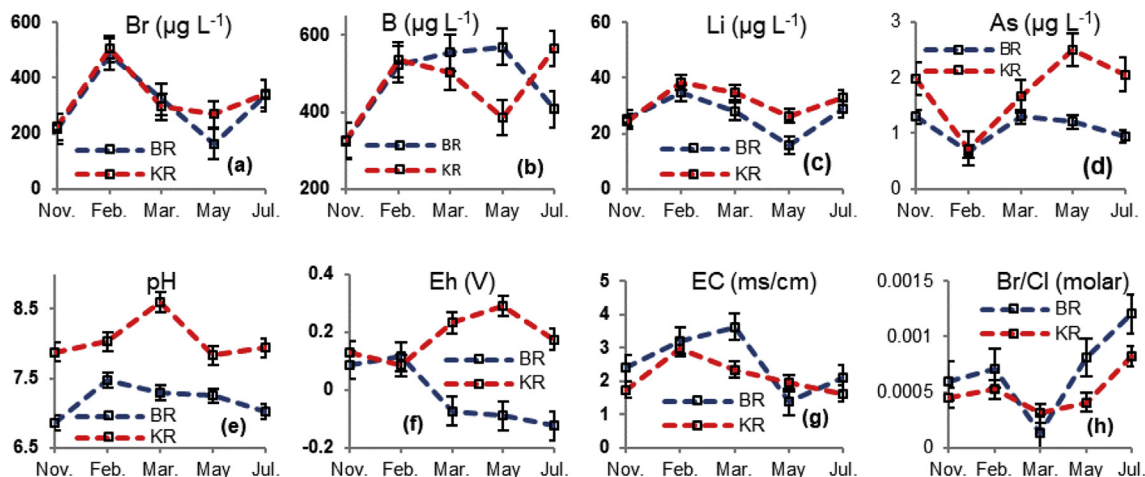 Br (µg L⁻¹)
600
400
200
0
BR
KR
(a)
Nov. Feb. Mar. May Jul.
B (µg L⁻¹)
600
400
200
BR
KR
(b)
Nov. Feb. Mar. May Jul.
Li (µg L⁻¹)
60
40
20
0
BR
KR
(c)
Nov. Feb. Mar. May Jul.
As (µg L⁻¹)
3
2
1
0
BR
KR
(d)
Nov. Feb. Mar. May Jul.
pH
8.5
7.5
6.5
BR
KR
(e)
Nov. Feb. Mar. May Jul.
Eh (V)
0.4
0.2
0
-0.2
BR
KR
(f)
Nov. Feb. Mar. May Jul.
EC (ms/cm)
5
4
3
2
1
0
BR
KR
(g)
Nov. Feb. Mar. May Jul.
Br/Cl (molar)
0.0015
0.001
0.0005
0
BR
KR
(h)
Nov. Feb. Mar. May Jul.